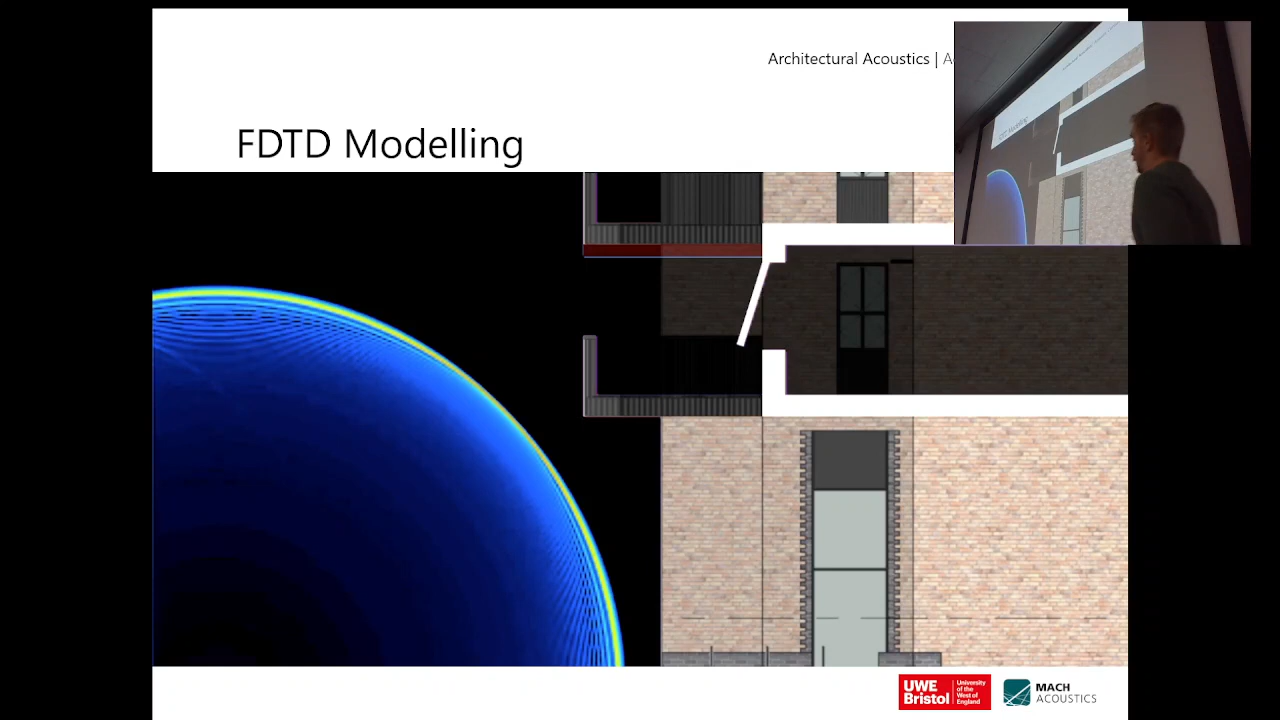 Architectural Acoustics | A
FDTD Modelling
UWE
Bristol
University
of the
West of
England
MACH
ACOUSTICS